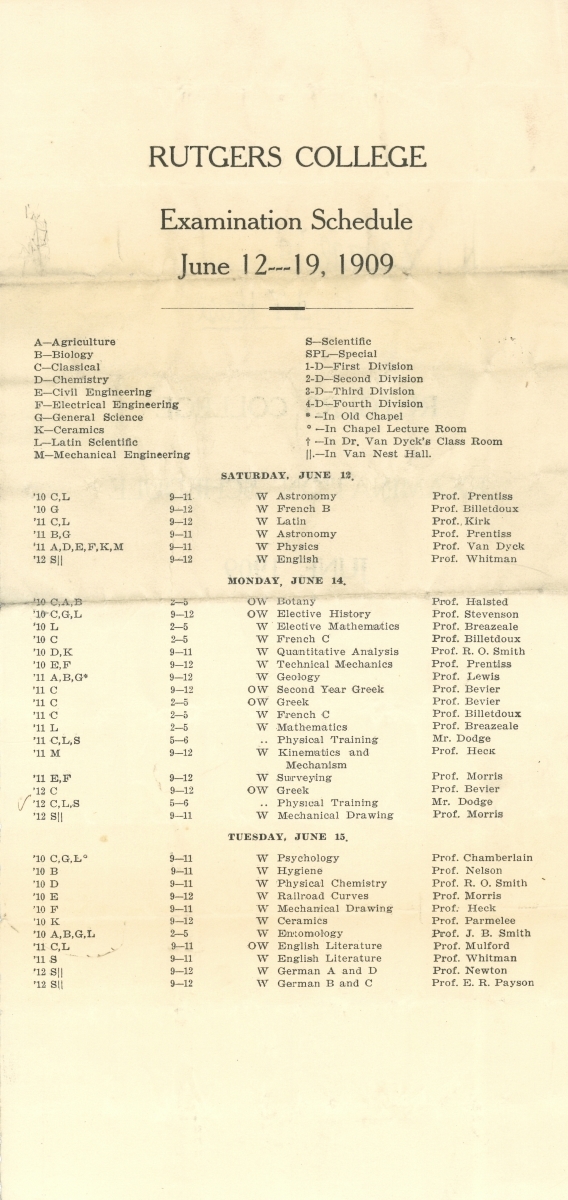 RUTGERS COLLEGE
Examination Schedule
June 12---19, 1909
A—Agriculture
B—Biology
C—Classical
D—Chemistry
E—Civil Engineering
F—Electrical Engineering
G—General Science
K—Ceramics
L—Latin Scientific
M—Mechanical Engineering
S—Scientific
SPL—Special
1-D—First Division
2-D—Second Division
3-D—Third Division
4-D—Fourth Division
* —In Old Chapel
° —In Chapel Lecture Room
† —In Dr. Van Dyck's Class Room
||.—In Van Nest Hall.
SATURDAY, JUNE 12.
'10 C,L 9—11 W Astronomy Prof. Prentiss
'10 G 9—12 W French B Prof. Billetdoux
'11 C,L 9—12 W Latin Prof. Kirk
'11 B,G 9—11 W Astronomy Prof. Prentiss
'11 A,D,E,F,K,M 9—11 W Physics Prof. Van Dyck
'12 S|| 9—12 W English Prof. Whitman
MONDAY, JUNE 14.
'10 C,A,B 2—5 OW Botany Prof. Halsted
'10 C,G,L 9—12 OW Elective History Prof. Stevenson
'10 L 2—5 W Elective Mathematics Prof. Breazeale
'10 C 2—5 W French C Prof. Billetdoux
'10 D,K 9—11 W Quantitative Analysis Prof. R. O. Smith
'10 E,F 9—12 W Technical Mechanics Prof. Prentiss
'11 A,B,G* 9—12 W Geology Prof. Lewis
'11 C 9—12 OW Second Year Greek Prof. Bevier
'11 C 2—5 OW Greek Prof. Bevier
'11 C 2—5 W French C Prof. Billetdoux
'11 L 2—5 W Mathematics Prof. Breazeale
'11 C,L,S 5—6 .. Physical Training Mr. Dodge
'11 M 9—12 W Kinematics and Prof. Heck
Mechanism
'11 E,F 9—12 W Surveying Prof. Morris
'12 C 9—12 OW Greek Prof. Bevier
'12 C,L,S 5—6 .. Physical Training Mr. Dodge
'12 S|| 9—11 W Mechanical Drawing Prof. Morris
TUESDAY, JUNE 15.
'10 C,G,L° 9—11 W Psychology Prof. Chamberlain
'10 B 9—11 W Hygiene Prof. Nelson
'10 D 9—11 W Physical Chemistry Prof. R. O. Smith
'10 E 9—12 W Railroad Curves Prof. Morris
'10 F 9—11 W Mechanical Drawing Prof. Heck
'10 K 9—12 W Ceramics Prof. Parmelee
'10 A,B,G,L 2—5 W Entomology Prof. J. B. Smith
'11 C,L 9—11 OW English Literature Prof. Mulford
'11 S 9—11 W English Literature Prof. Whitman
'12 S|| 9—12 W German A and D Prof. Newton
'12 S|| 9—12 W German B and C Prof. E. R. Payson